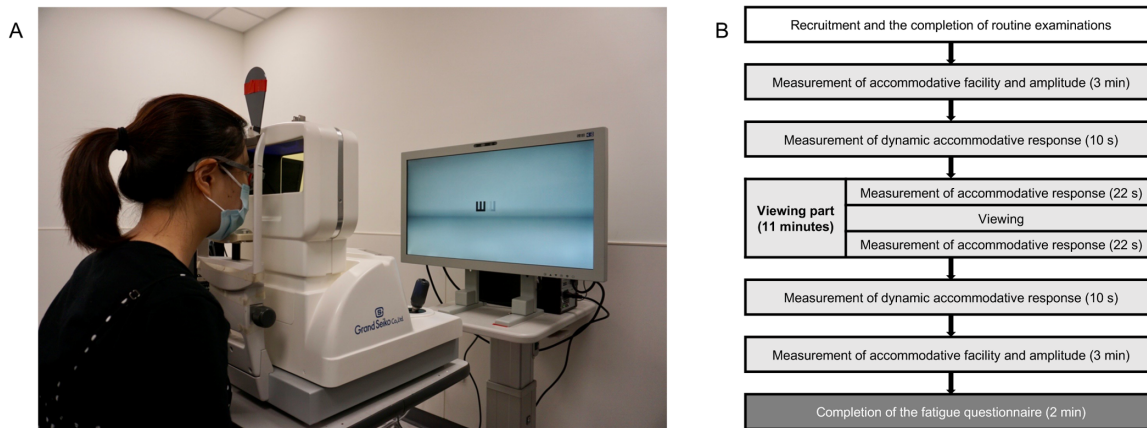 A
Grand Seiko Co.,Ltd.
B
Recruitment and the completion of routine examinations
Measurement of accommodative facility and amplitude (3 min)
Measurement of dynamic accommodative response (10 s)
Viewing part
(11 minutes)
Measurement of accommodative response (22 s)
Viewing
Measurement of accommodative response (22 s)
Measurement of dynamic accommodative response (10 s)
Measurement of accommodative facility and amplitude (3 min)
Completion of the fatigue questionnaire (2 min)